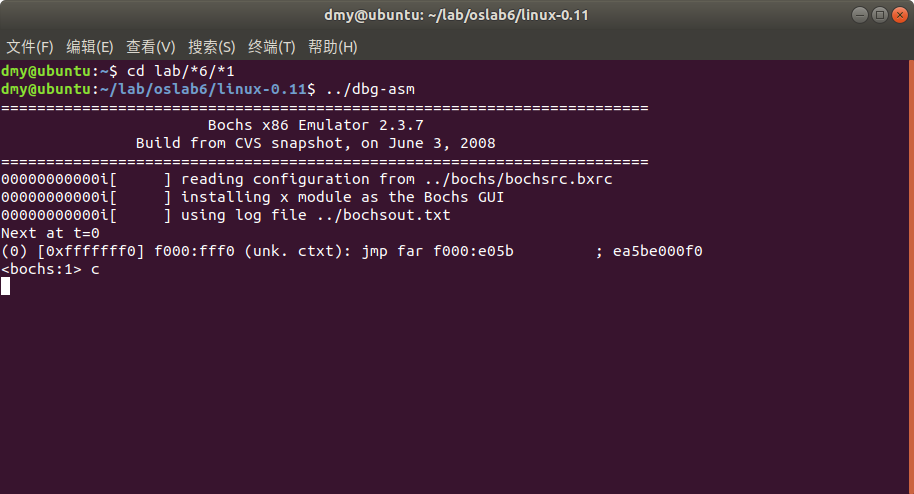 dmy@ubuntu: ~/lab/oslab6/linux-0.11
文件(F) 编辑(E) 查看(V) 搜索(S) 终端(T) 帮助(H)
dmy@ubuntu:~$ cd lab/*6/*1
dmy@ubuntu:~/lab/oslab6/linux-0.11$ ../dbg-asm
========================================================================
                       Bochs x86 Emulator 2.3.7
               Build from CVS snapshot, on June 3, 2008
========================================================================
00000000000i[     ] reading configuration from ../bochs/bochsrc.bxrc
00000000000i[     ] installing x module as the Bochs GUI
00000000000i[     ] using log file ../bochsout.txt
Next at t=0
(0) [0xfffffff0] f000:fff0 (unk. ctxt): jmp far f000:e05b         ; ea5be000f0
<bochs:1> c